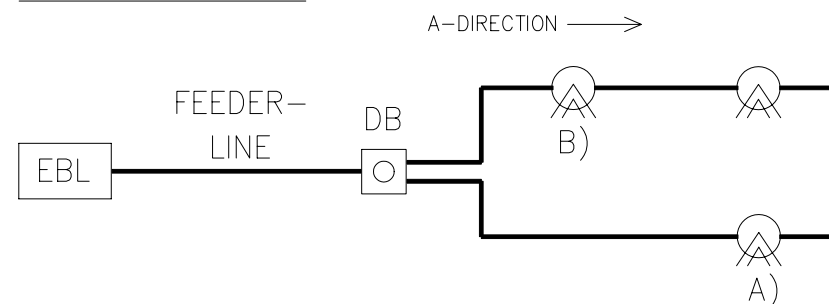 A-DIRECTION
FEEDER-
LINE
DB
EBL
B)
A)